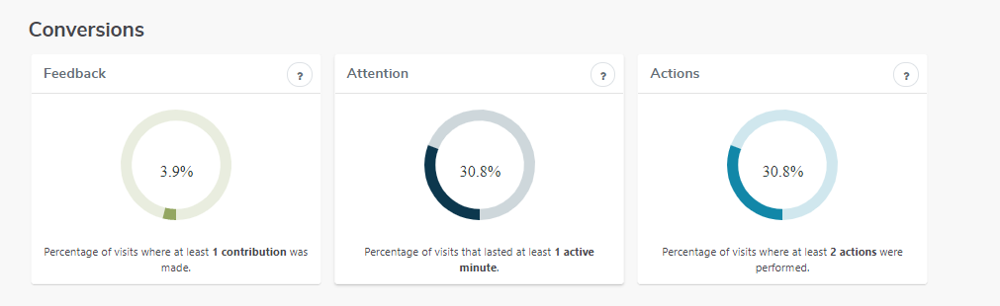 Conversions
Feedback
?
Attention
?
Actions
?
3.9%
30.8%
30.8%
Percentage of visits where at least 1 contribution was
made.
Percentage of visits that lasted at least 1 active
minute.
Percentage of visits where at least 2 actions were
performed.